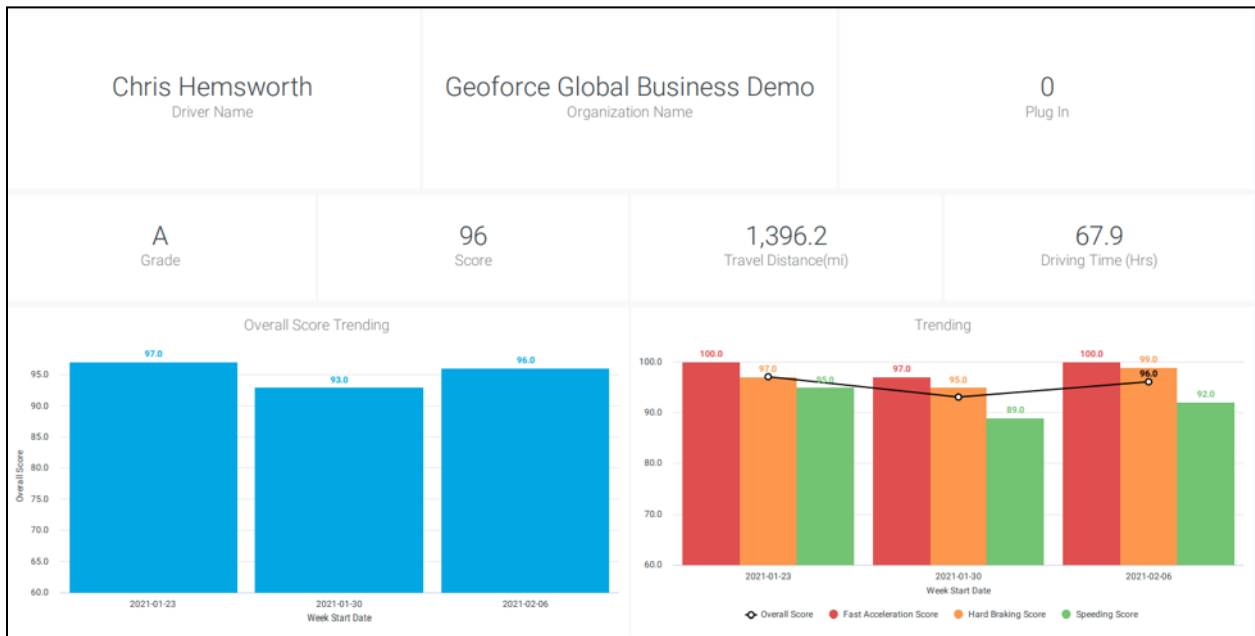 Chris Hemsworth
Driver Name
Geoforce Global Business Demo
Organization Name
0
Plug In
A
Grade
96
Score
1,396.2
Travel Distance(mi)
67.9
Driving Time (Hrs)
Overall Score Trending
97.0
93.0
96.0
95.0
90.0
85.0
80.0
75.0
70.0
65.0
60.0
Overall Score
2021-01-23
2021-01-30
2021-02-06
Week Start Date
Trending
100.0
97.0
95.0
97.0
95.0
89.0
100.0
99.0
96.0
92.0
100.0
90.0
80.0
70.0
60.0
2021-01-23
2021-01-30
2021-02-06
Week Start Date
Overall Score
Fast Acceleration Score
Hard Braking Score
Speeding Score